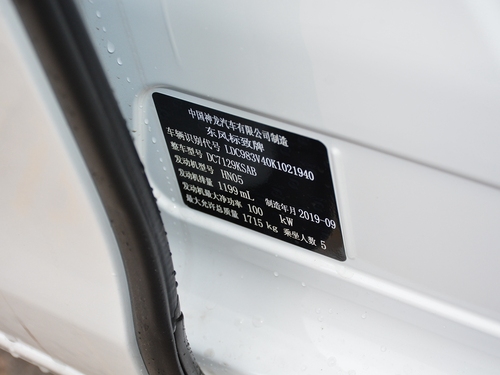 中国神龙汽车有限公司制造
东风标致牌
车辆识别代号 LDC983V40K1021940
整车型号 DC7129KSAB
发动机型号 HN05
发动机排量 1199 mL 制造年月 2019-09
发动机最大净功率 100 kW
最大允许总质量 1715 kg 乘坐人数 5